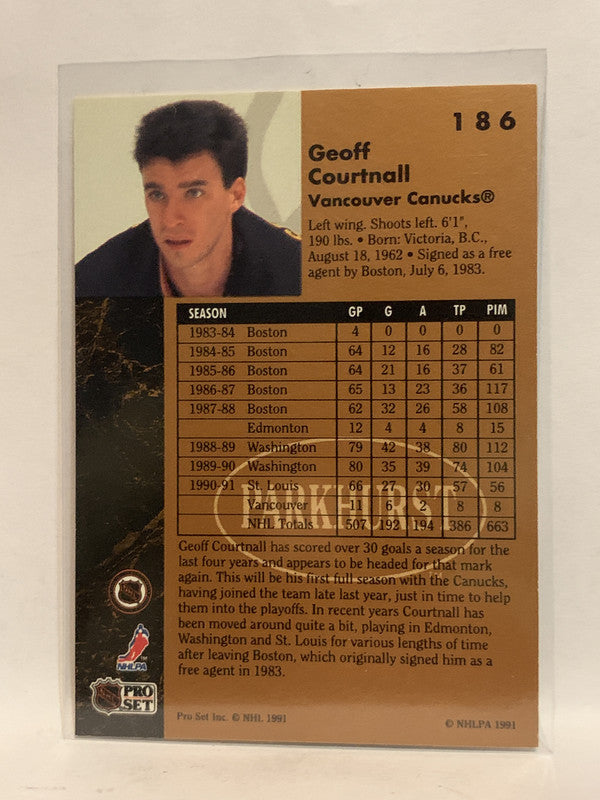 186
Geoff
Courtnall
Vancouver Canucks®
Left wing. Shoots left. 6'1",
190 lbs. • Born: Victoria, B.C.,
August 18, 1962 • Signed as a free
agent by Boston, July 6, 1983.
SEASON GP G A TP PIM
1983-84 Boston 4 0 0 0 0
1984-85 Boston 64 12 16 28 82
1985-86 Boston 64 21 16 37 61
1986-87 Boston 65 13 23 36 117
1987-88 Boston 62 32 26 58 108
Edmonton 12 4 4 8 15
1988-89 Washington 79 42 38 80 112
1989-90 Washington 80 35 39 74 104
1990-91 St. Louis 66 27 30 57 56
Vancouver 11 6 2 8 8
NHL Totals 507 192 194 386 663
PARKHURST
Geoff Courtnall has scored over 30 goals a season for the
last four years and appears to be headed for that mark
again. This will be his first full season with the Canucks,
having joined the team late last year, just in time to help
them into the playoffs. In recent years Courtnall has
been moved around quite a bit, playing in Edmonton,
Washington and St. Louis for various lengths of time
after leaving Boston, which originally signed him as a
free agent in 1983.
NHLPA™
NHL PRO
SET
Pro Set Inc. © NHL 1991
© NHLPA 1991